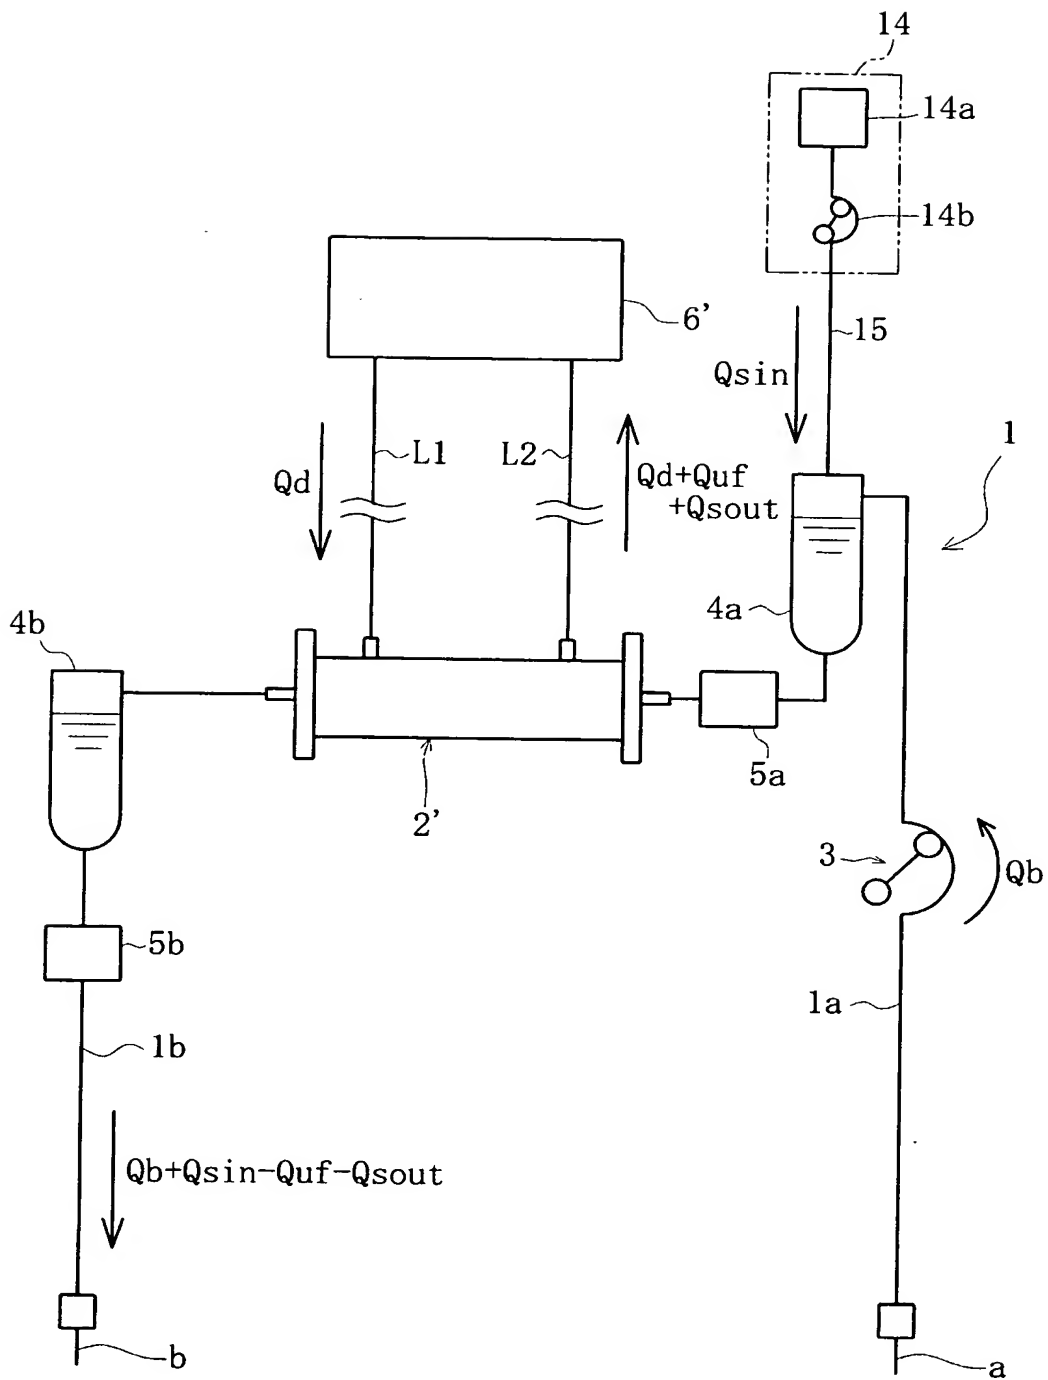 14
14a
14b
6'
15
Qsin
L1
L2
Qd
Qd+Quf
+Qsout
1
4a
4b
5a
2'
3
Qb
5b
1a
1b
Qb+Qsin-Quf-Qsout
b
a